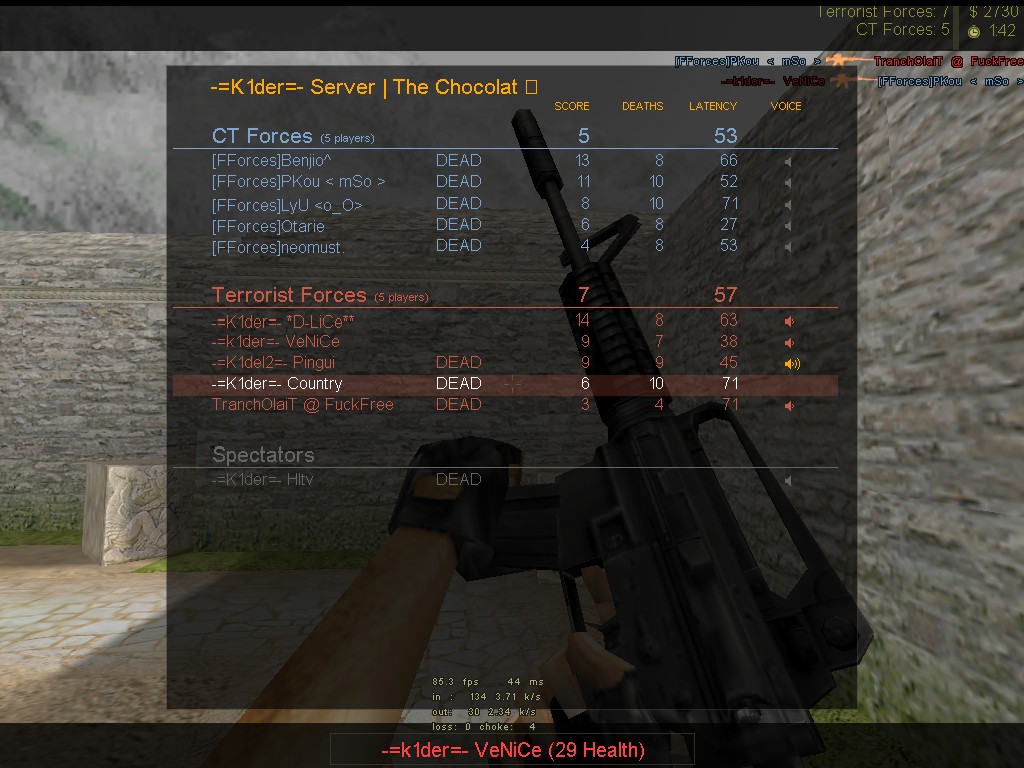 Terrorist Forces: 7 $ 2730
CT Forces: 5 1:42
[FForces]PKou < mSo > TranchOlaiT @ FuckFree
-=k1der=- VeNiCe [FForces]PKou < mSo >
-=K1der=- Server | The Chocolat
SCORE DEATHS LATENCY VOICE
CT Forces (5 players) 5 53
[FForces]Benjio^ DEAD 13 8 66
[FForces]PKou < mSo > DEAD 11 10 52
[FForces]LyU <o_O> DEAD 8 10 71
[FForces]Otarie DEAD 6 8 27
[FForces]neomust. DEAD 4 8 53
Terrorist Forces (5 players) 7 57
-=K1der=- *D-LiCe** 14 8 63
-=k1der=- VeNiCe 9 7 38
-=K1del2=- Pingui DEAD 9 9 45
-=K1der=- Country DEAD 6 10 71
TranchOlaiT @ FuckFree DEAD 3 4 71
Spectators
-=K1der=- Hltv DEAD
85.3 fps 44 ms
in : 134 3.71 k/s
out: 30 2.34 k/s
loss: 0 choke: 4
-=k1der=- VeNiCe (29 Health)